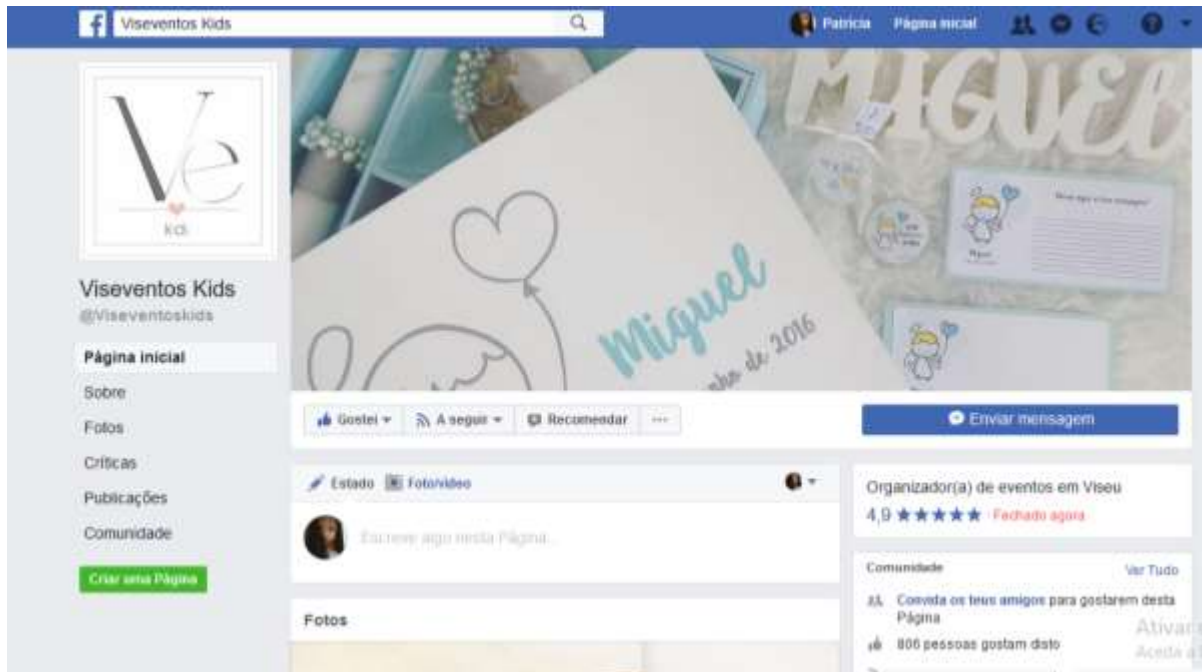 Viseventos Kids
Patricia Página inicial
Ve
kids
Viseventos Kids
@Viseventoskids
Página inicial
Sobre
Fotos
Críticas
Publicações
Comunidade
Criar uma Página
MIGUEL
Miguel
de 2016
Miguel
Gostei A seguir Recomendar
Enviar mensagem
Estado Foto/vídeo
Escreve algo nesta Página...
Fotos
Organizador(a) de eventos em Viseu
4,9 Fechado agora
Comunidade Ver Tudo
Convida os teus amigos para gostarem desta
Página
806 pessoas gostam disto
Ativar
Aceda a